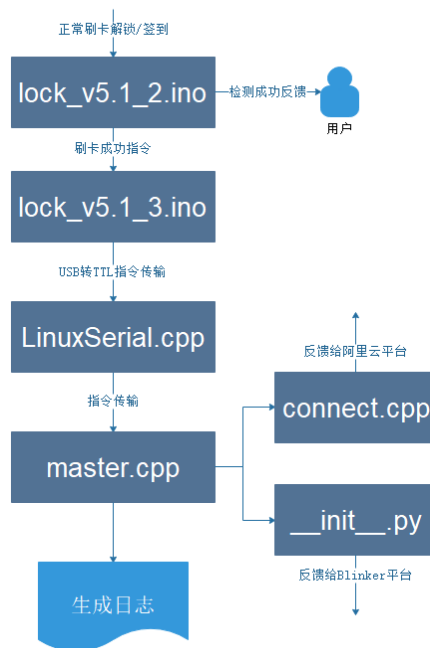 正常刷卡解锁/签到
lock_v5.1_2.ino
检测成功反馈
用户
刷卡成功指令
lock_v5.1_3.ino
USB转TTL指令传输
LinuxSerial.cpp
反馈给阿里云平台
指令传输
connect.cpp
master.cpp
__init__.py
反馈给Blinker平台
生成日志